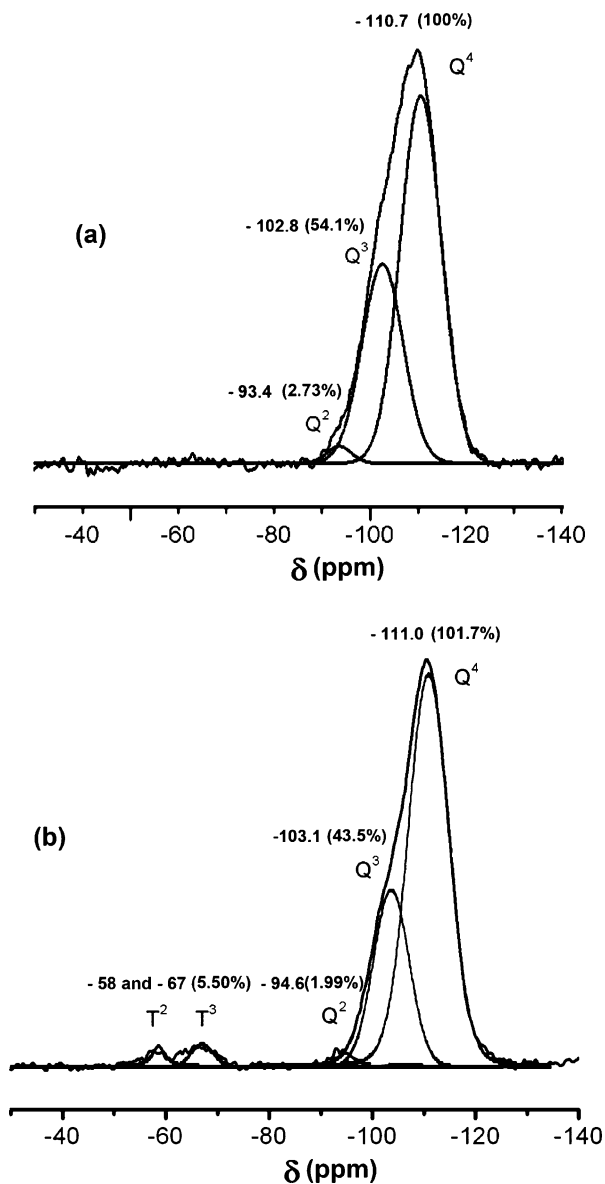 - 110.7 (100%)
Q4
- 102.8 (54.1%)
(a)
Q3
- 93.4 (2.73%)
Q2
-40 -60 -80 -100 -120 -140
δ (ppm)
- 111.0 (101.7%)
Q4
-103.1 (43.5%)
(b)
Q3
- 58 and - 67 (5.50%) - 94.6(1.99%)
T2 T3 Q2
-40 -60 -80 -100 -120 -140
δ (ppm)